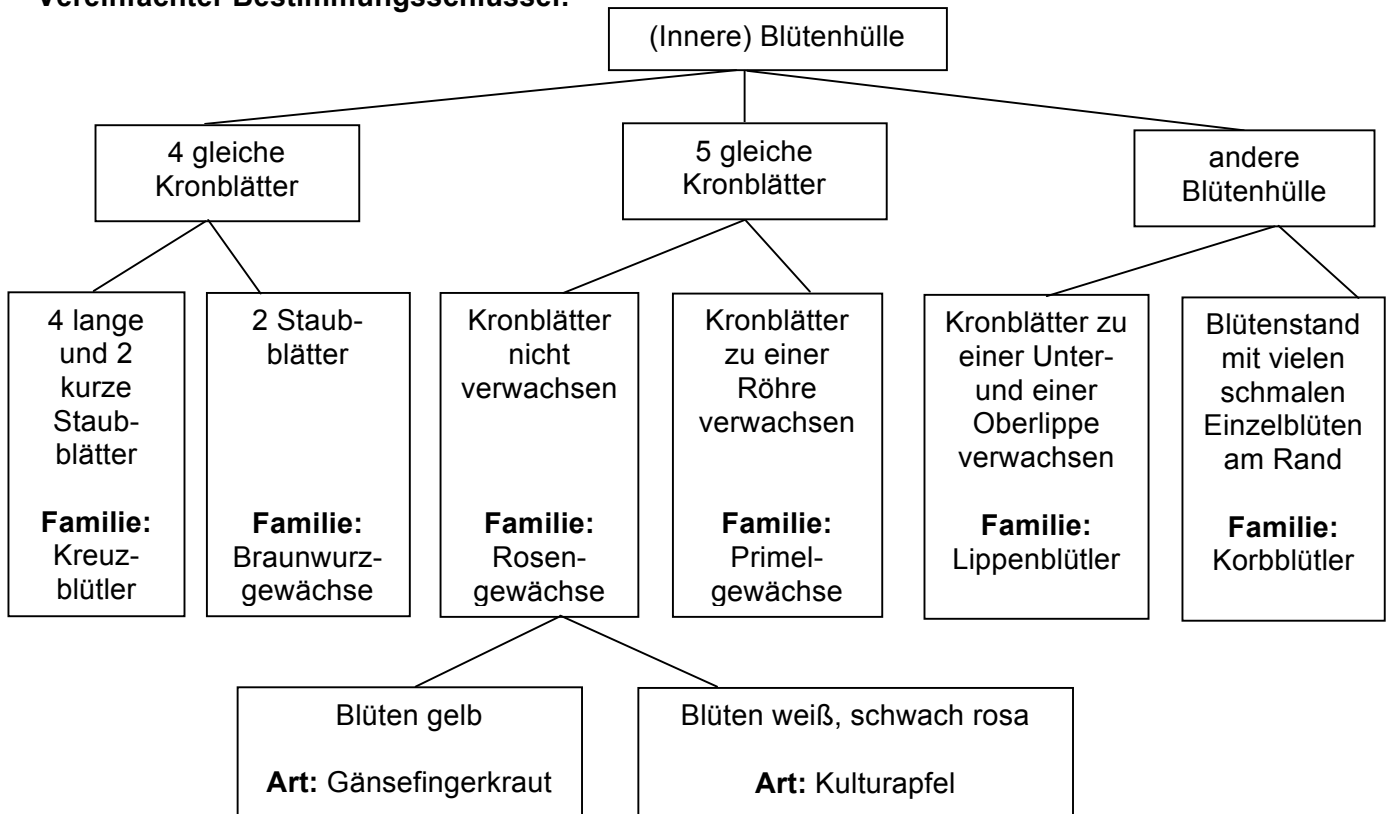 Vereinfachter Bestimmungsschlüssel:
(Innere) Blütenhülle
4 gleiche
Kronblätter
5 gleiche
Kronblätter
andere
Blütenhülle
4 lange
und 2
kurze
Staub-
blätter
Familie:
Kreuz-
blütler
2 Staub-
blätter
Familie:
Braunwurz-
gewächse
Kronblätter
nicht
verwachsen
Familie:
Rosen-
gewächse
Kronblätter
zu einer
Röhre
verwachsen
Familie:
Primel-
gewächse
Kronblätter zu
einer Unter-
und einer
Oberlippe
verwachsen
Familie:
Lippenblütler
Blütenstand
mit vielen
schmalen
Einzelblüten
am Rand
Familie:
Korbblütler
Blüten gelb
Art: Gänsefingerkraut
Blüten weiß, schwach rosa
Art: Kulturapfel